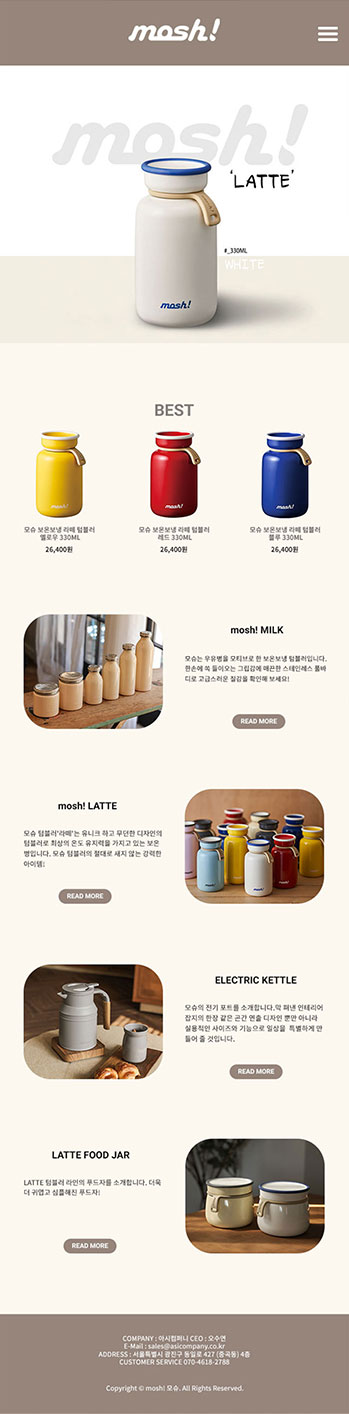 mosh!
mosh!
'LATTE'
#_330ML
WHITE
mosh!
BEST
mosh!
mosh!
mosh!
모슈 보온보냉 라떼 텀블러
옐로우 330ML
26,400원
모슈 보온보냉 라떼 텀블러
레드 330ML
26,400원
모슈 보온보냉 라떼 텀블러
블루 330ML
26,400원
mosh! MILK
모슈는 우유병을 모티브로 한 보온보냉 텀블러입니다.
한손에 쏙 들이오는 그립감에 매끈한 스테인레스 풀바
디로 고급스러운 질감을 확인해 보세요!
READ MORE
mosh! LATTE
모슈 텀블러'라떼'는 유니크 하고 무던한 디자인의
텀블러로 최상의 온도 유지력을 가지고 있는 보온
병입니다. 모슈 텀블러의 절대로 새지 않는 강력한
아이템!
READ MORE
mosh!
mosh!
mosh!
ELECTRIC KETTLE
모슈의 전기 포트를 소개합니다.막 펴낸 인테리어
잡지의 한장 같은 공간 연출 디자인 뿐만 아니라
실용적인 사이즈와 기능으로 일상을 특별하게 만
들어 줄 것입니다.
READ MORE
LATTE FOOD JAR
LATTE 텀블러 라인의 푸드자를 소개합니다. 더욱
더 귀엽고 심플해진 푸드자!
READ MORE
COMPANY : 아시컴퍼니 CEO : 오수연
E-Mail : sales@asicompany.co.kr
ADDRESS : 서울특별시 광진구 동일로 427 (중곡동) 4층
CUSTOMER SERVICE 070-4618-2788
Copyright © mosh! 모슈. All Rights Reserved.